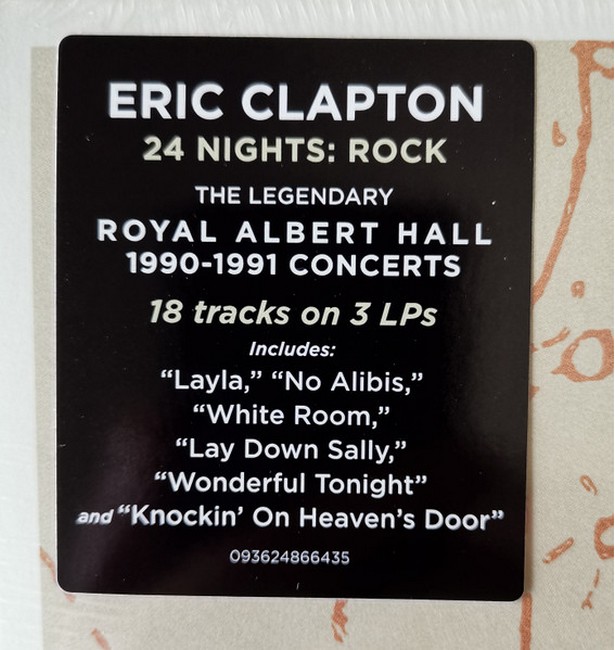 ERIC CLAPTON
24 NIGHTS: ROCK
THE LEGENDARY
ROYAL ALBERT HALL
1990-1991 CONCERTS
18 tracks on 3 LPs
Includes:
“Layla,” “No Alibis,”
“White Room,”
“Lay Down Sally,”
“Wonderful Tonight”
and “Knockin’ On Heaven’s Door”
093624866435